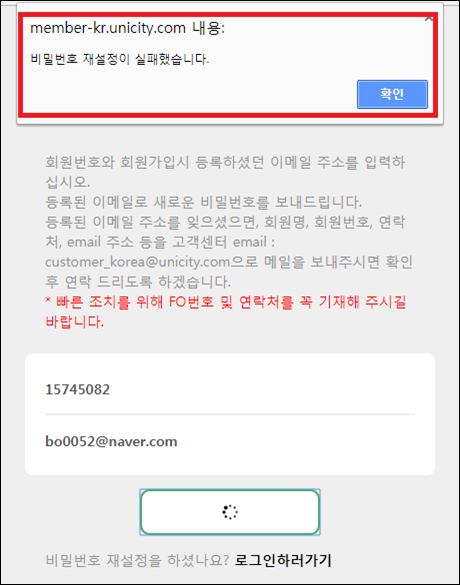 member-kr.unicity.com 내용:
비밀번호 재설정이 실패했습니다.
확인
회원번호와 회원가입시 등록하셨던 이메일 주소를 입력하
십시오.
등록된 이메일로 새로운 비밀번호를 보내드립니다.
등록된 이메일 주소를 잊으셨으면, 회원명, 회원번호, 연락
처, email 주소 등을 고객센터 email :
customer_korea@unicity.com으로 메일을 보내주시면 확인
후 연락 드리도록 하겠습니다.
* 빠른 조치를 위해 FO번호 및 연락처를 꼭 기재해 주시길
바랍니다.
15745082
bo0052@naver.com
비밀번호 재설정을 하셨나요? 로그인하러가기